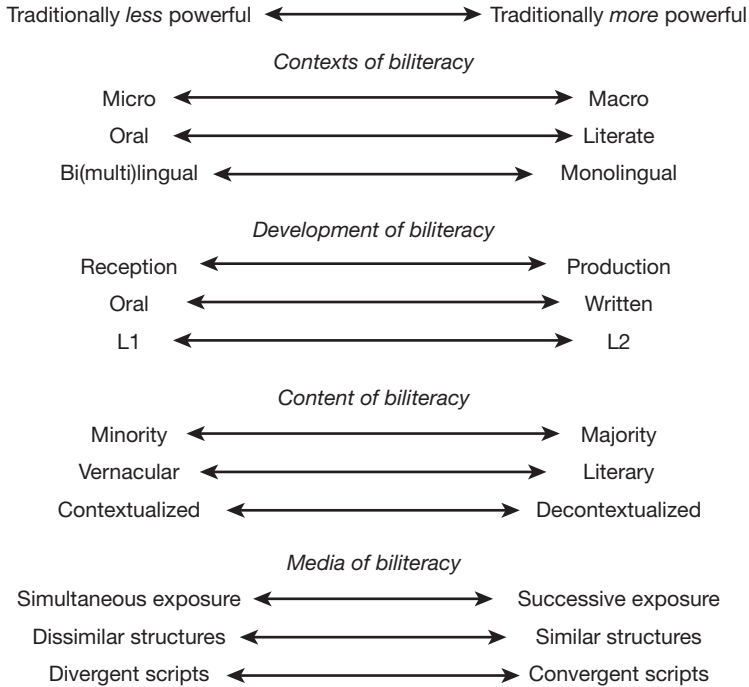 Traditionally less powerful Traditionally more powerful
Contexts of biliteracy
Micro Macro
Oral Literate
Bi(multi)lingual Monolingual
Development of biliteracy
Reception Production
Oral Written
L1 L2
Content of biliteracy
Minority Majority
Vernacular Literary
Contextualized Decontextualized
Media of biliteracy
Simultaneous exposure Successive exposure
Dissimilar structures Similar structures
Divergent scripts Convergent scripts